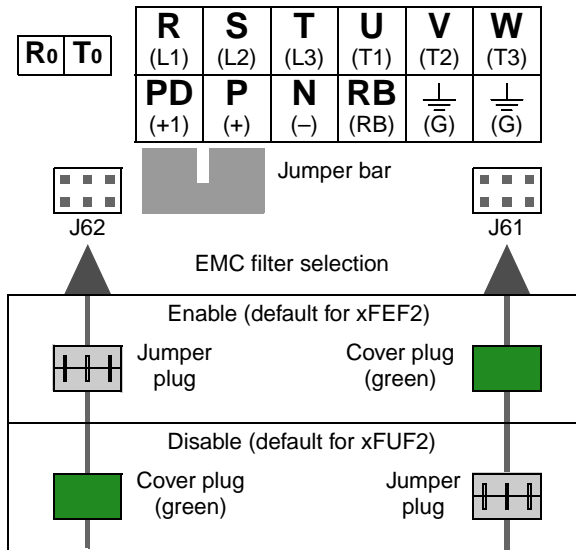 R S T U V W
R0 T0 (L1) (L2) (L3) (T1) (T2) (T3)
PD P N RB
(+1) (+) (–) (RB) (G) (G)
Jumper bar
J62 J61
EMC filter selection
Enable (default for xFEF2)
Jumper plug
Cover plug (green)
Disable (default for xFUF2)
Cover plug (green)
Jumper plug